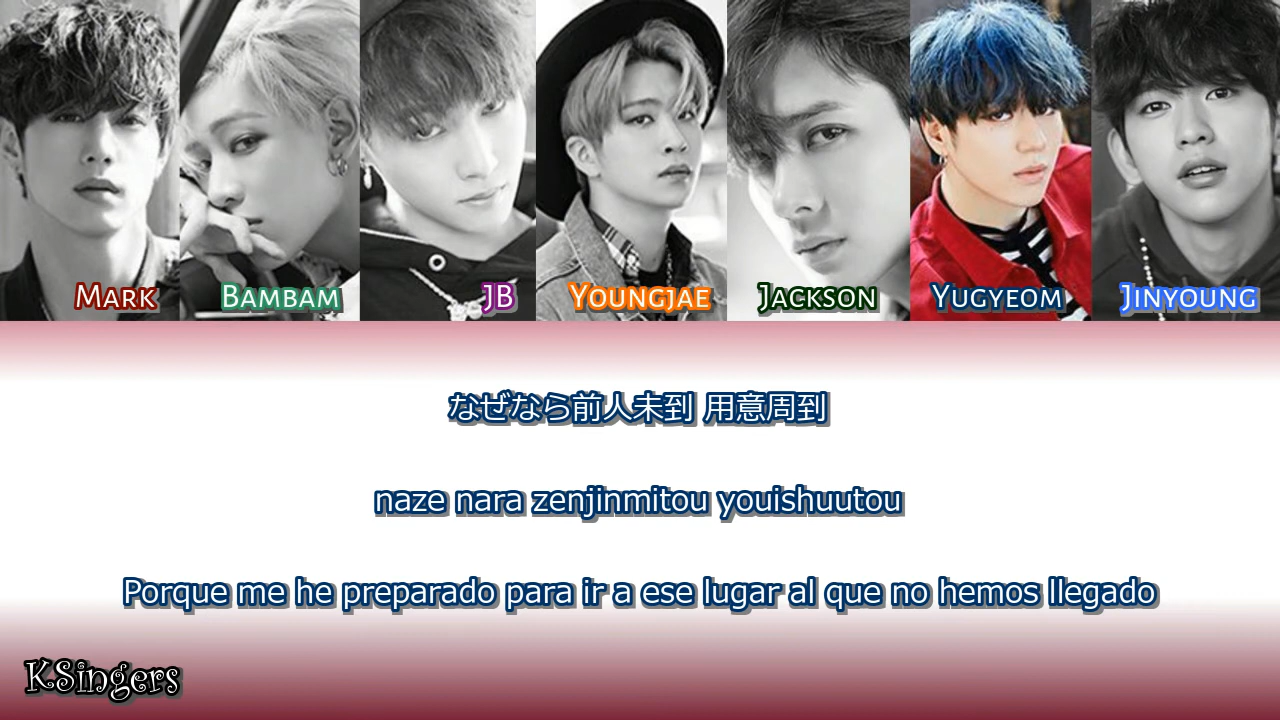 Mark Bambam JB Youngjae Jackson Yugyeom Jinyoung
なぜなら前人未到 用意周到
naze nara zenjinmitou youishuutou
Porque me he preparado para ir a ese lugar al que no hemos llegado
KSingers